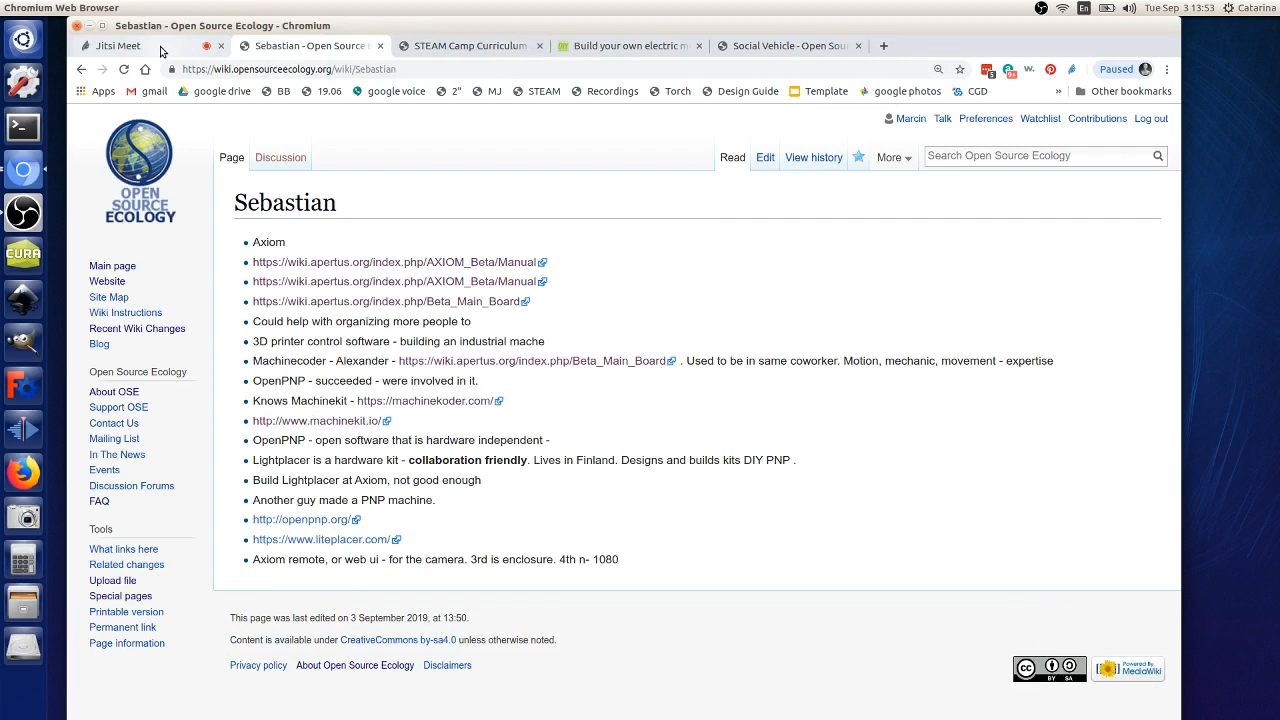 Chromium Web Browser
En
Tue Sep 3 13:53
Catarina
Sebastian - Open Source Ecology - Chromium
Jitsi Meet
Sebastian - Open Source
STEAM Camp Curriculum
Build your own electric m
Social Vehicle - Open Sou
https://wiki.opensourceecology.org/wiki/Sebastian
5
9+
w.
Paused
Apps
gmail
google drive
BB
19.06
google voice
2"
MJ
STEAM
Recordings
Torch
Design Guide
Template
google photos
CGD
»
Other bookmarks
Marcin
Talk
Preferences
Watchlist
Contributions
Log out
OPEN
SOURCE
ECOLOGY
Page
Discussion
Read
Edit
View history
More
Search Open Source Ecology
Sebastian
Axiom
https://wiki.apertus.org/index.php/AXIOM_Beta/Manual
https://wiki.apertus.org/index.php/AXIOM_Beta/Manual
https://wiki.apertus.org/index.php/Beta_Main_Board
Could help with organizing more people to
3D printer control software - building an industrial mache
Machinecoder - Alexander - https://wiki.apertus.org/index.php/Beta_Main_Board . Used to be in same coworker. Motion, mechanic, movement - expertise
OpenPNP - succeeded - were involved in it.
Knows Machinekit - https://machinekoder.com/
http://www.machinekit.io/
OpenPNP - open software that is hardware independent -
Lightplacer is a hardware kit - collaboration friendly. Lives in Finland. Designs and builds kits DIY PNP .
Build Lightplacer at Axiom, not good enough
Another guy made a PNP machine.
http://openpnp.org/
https://www.liteplacer.com/
Axiom remote, or web ui - for the camera. 3rd is enclosure. 4th n- 1080
Main page
Website
Site Map
Wiki Instructions
Recent Wiki Changes
Blog
Open Source Ecology
About OSE
Support OSE
Contact Us
Mailing List
In The News
Events
Discussion Forums
FAQ
Tools
What links here
Related changes
Upload file
Special pages
Printable version
Permanent link
Page information
This page was last edited on 3 September 2019, at 13:50.
Content is available under CreativeCommons by-sa4.0 unless otherwise noted.
Privacy policy
About Open Source Ecology
Disclaimers
CC
BY SA
Powered By
MediaWiki
CURA